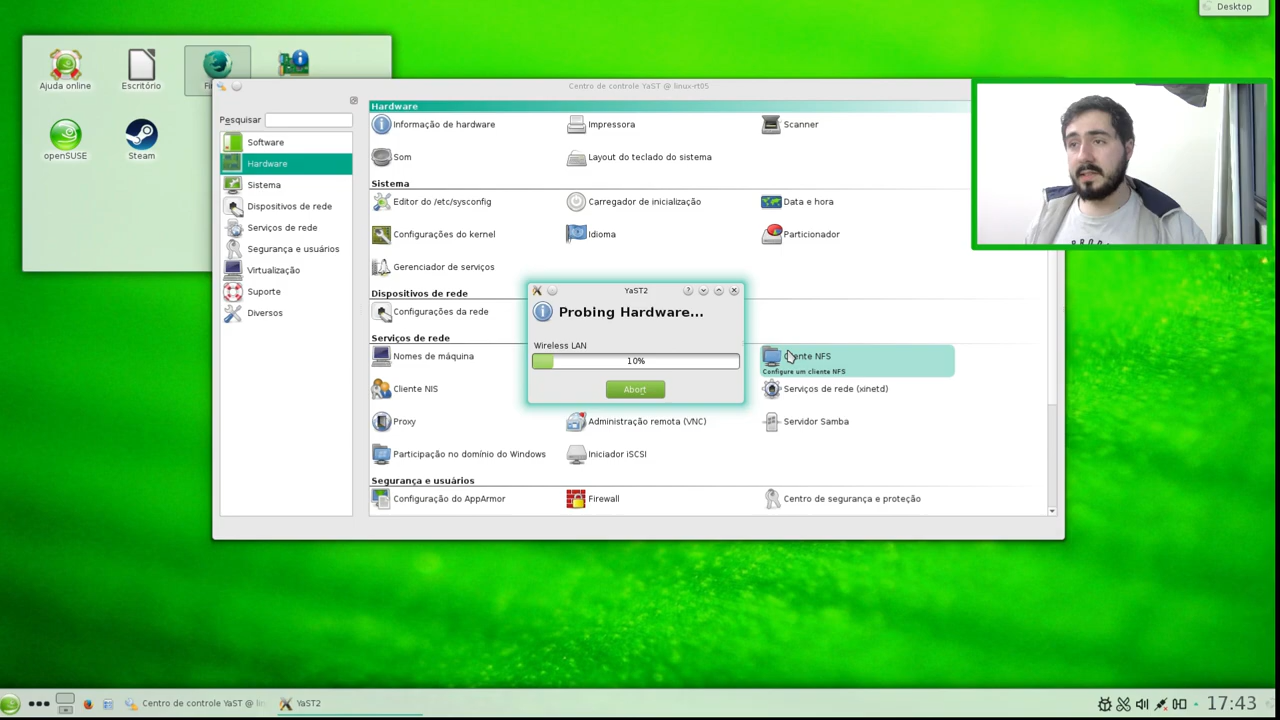 Desktop
Ajuda online
Escritório
openSUSE
Steam
Centro de controle YaST @ linux-rt05
Pesquisar
Software
Hardware
Sistema
Dispositivos de rede
Serviços de rede
Segurança e usuários
Virtualização
Suporte
Diversos
Hardware
Informação de hardware
Impressora
Scanner
Som
Layout do teclado do sistema
Sistema
Editor do /etc/sysconfig
Carregador de inicialização
Data e hora
Configurações do kernel
Idioma
Particionador
Gerenciador de serviços
Dispositivos de rede
Configurações da rede
Serviços de rede
Nomes de máquina
Cliente NFS
Configure um cliente NFS
Cliente NIS
Serviços de rede (xinetd)
Proxy
Administração remota (VNC)
Servidor Samba
Participação no domínio do Windows
Iniciador iSCSI
Segurança e usuários
Configuração do AppArmor
Firewall
Centro de segurança e proteção
YaST2
Probing Hardware...
Wireless LAN
10%
Abort
Centro de controle YaST @ lin
YaST2
17:43